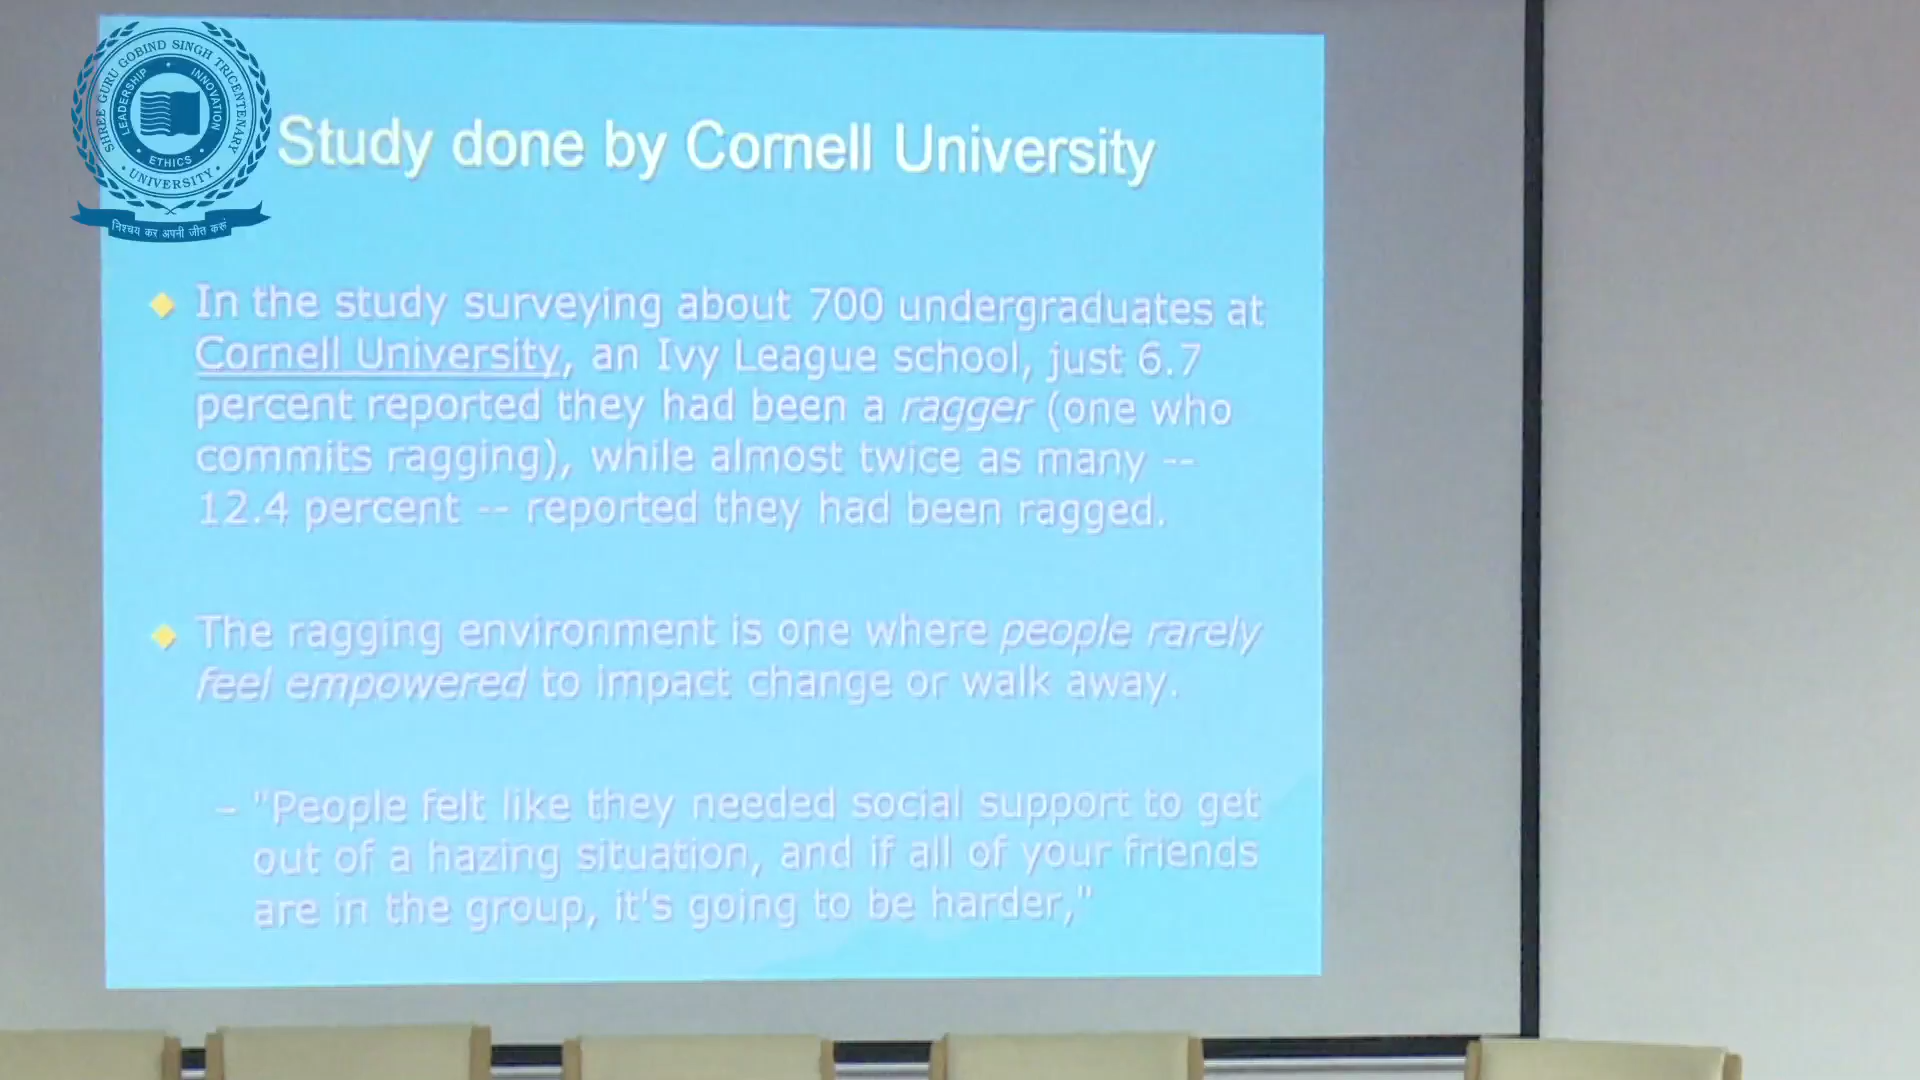 SHREE GURU GOBIND SINGH TRICENTENARY
UNIVERSITY
LEADERSHIP
INNOVATION
ETHICS
निश्चय कर अपनी जीत करूं
Study done by Cornell University
In the study surveying about 700 undergraduates at
Cornell University, an Ivy League school, just 6.7
percent reported they had been a ragger (one who
commits ragging), while almost twice as many --
12.4 percent -- reported they had been ragged.
The ragging environment is one where people rarely
feel empowered to impact change or walk away.
– "People felt like they needed social support to get
out of a hazing situation, and if all of your friends
are in the group, it's going to be harder,"